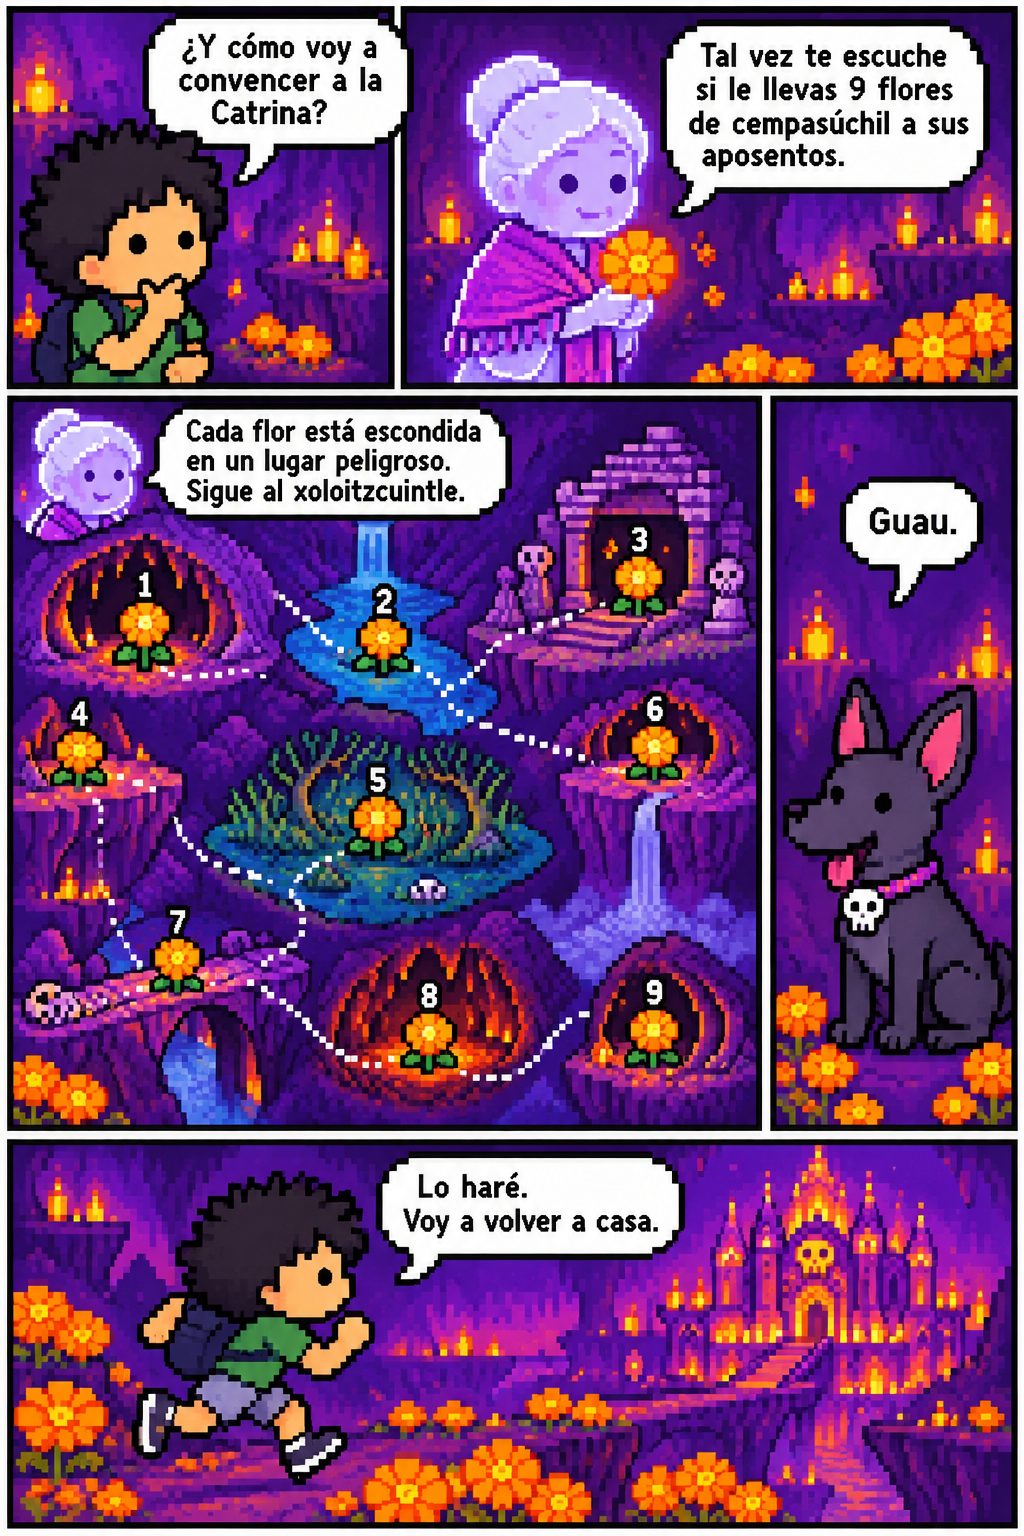 ¿Y cómo voy a
convencer a la
Catrina?
Tal vez te escuche
si le llevas 9 flores
de cempasúchil a sus
aposentos.
Cada flor está escondida
en un lugar peligroso.
Sigue al xoloitzcuintle.
1
2
3
4
5
6
7
8
9
Guau.
Lo haré.
Voy a volver a casa.